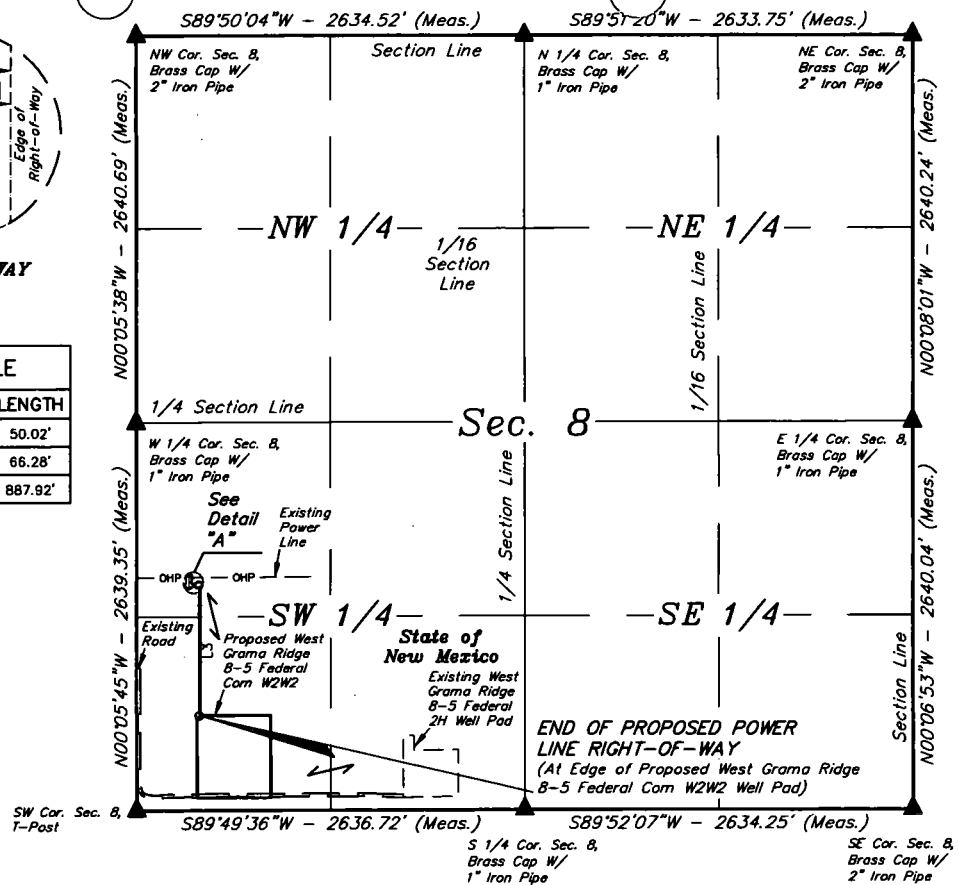 S89°50'04"W - 2634.52' (Meas.)
S89°51'20"W - 2633.75' (Meas.)
Section Line
NW Cor. Sec. 8,
Brass Cap W/
2" Iron Pipe
N 1/4 Cor. Sec. 8,
Brass Cap W/
1" Iron Pipe
NE Cor. Sec. 8,
Brass Cap W/
2" Iron Pipe
Edge of
Right-of-Way
N00°05'38"W - 2640.69' (Meas.)
N00°08'01"W - 2640.24' (Meas.)
NW 1/4
NE 1/4
1/16
Section
Line
1/16 Section Line
LENGTH
50.02'
66.28'
887.92'
1/4 Section Line
Sec. 8
W 1/4 Cor. Sec. 8,
Brass Cap W/
1" Iron Pipe
E 1/4 Cor. Sec. 8,
Brass Cap W/
1" Iron Pipe
See
Detail
"A"
Existing
Power
Line
1/4 Section Line
OHP
OHP
N00°05'45"W - 2639.35' (Meas.)
N00°06'53"W - 2640.04' (Meas.)
SW 1/4
SE 1/4
Existing
Road
L3
Proposed West
Grama Ridge
8-5 Federal
Com W2W2
State of
New Mexico
Existing West
Grama Ridge
8-5 Federal
2H Well Pad
Section Line
END OF PROPOSED POWER
LINE RIGHT-OF-WAY
(At Edge of Proposed West Grama Ridge
8-5 Federal Com W2W2 Well Pad)
SW Cor. Sec. 8,
T-Post
S89°49'36"W - 2636.72' (Meas.)
S89°52'07"W - 2634.25' (Meas.)
S 1/4 Cor. Sec. 8,
Brass Cap W/
1" Iron Pipe
SE Cor. Sec. 8,
Brass Cap W/
2" Iron Pipe